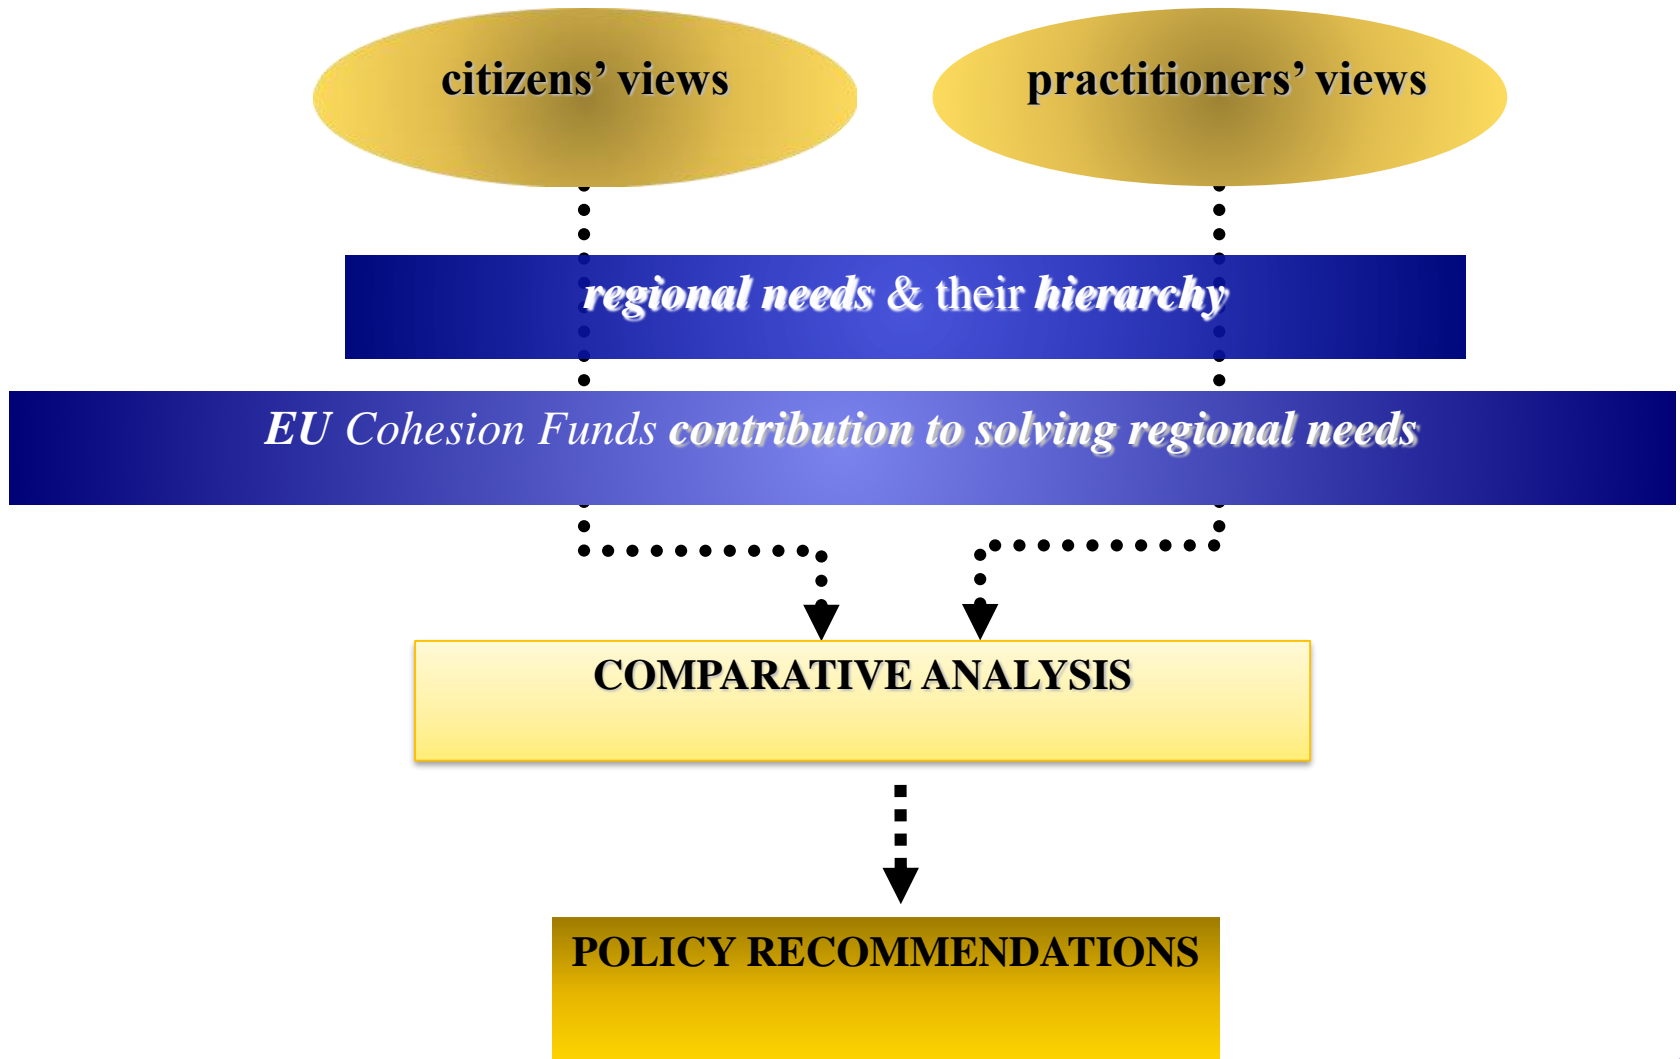 citizens’ views
practitioners’ views
regional needs & their hierarchy
EU Cohesion Funds contribution to solving regional needs
COMPARATIVE ANALYSIS
POLICY RECOMMENDATIONS